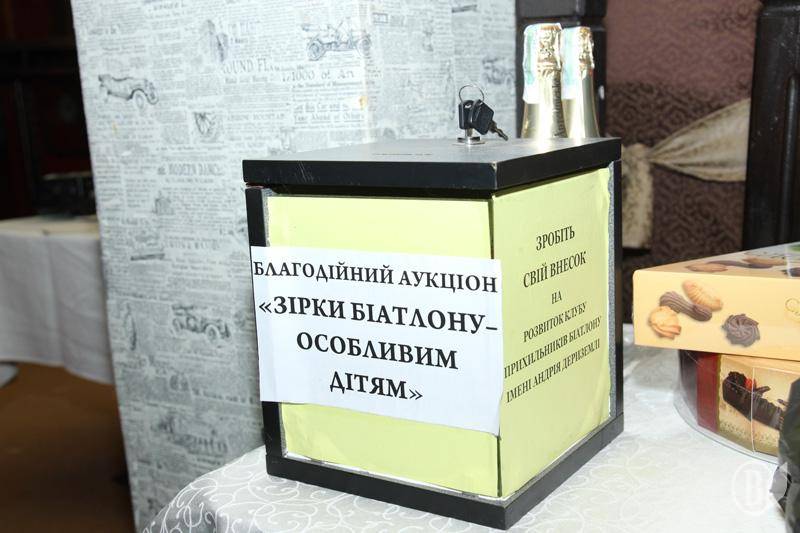 БЛАГОДІЙНИЙ АУКЦІОН
«ЗІРКИ БІАТЛОНУ–
ОСОБЛИВИМ
ДІТЯМ»
ЗРОБІТЬ
СВІЙ ВНЕСОК
НА
РОЗВИТОК КЛУБУ
ПРИХИЛЬНИКІВ БІАТЛОНУ
ІМЕНІ АНДРІЯ ДЕРИЗЕМЛІ